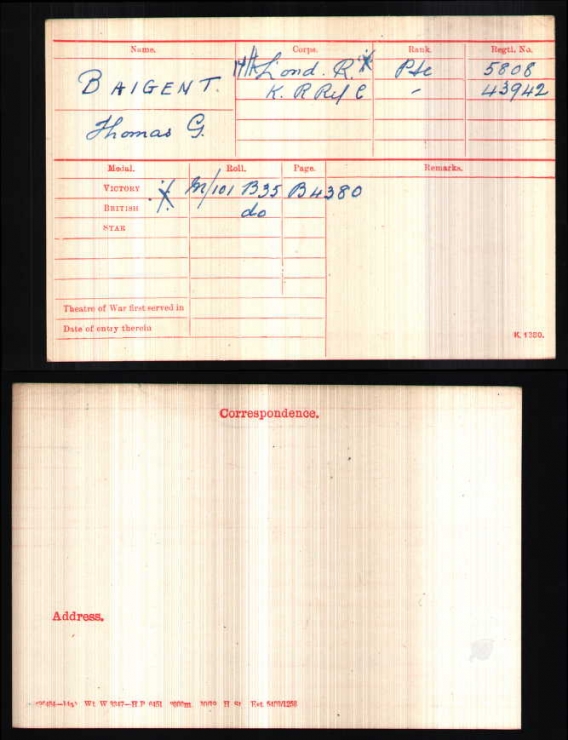 Name. Corps. Rank. Regtl. No.
BAIGENT. Lond. R. Pte 5808
K. R Rif C - 43942
Thomas G.
Medal. Roll. Page. Remarks.
VICTORY M/101 B35 B4380
BRITISH do
STAR
Theatre of War first served in
Date of entry therein
K. 1380.
Correspondence.
Address.